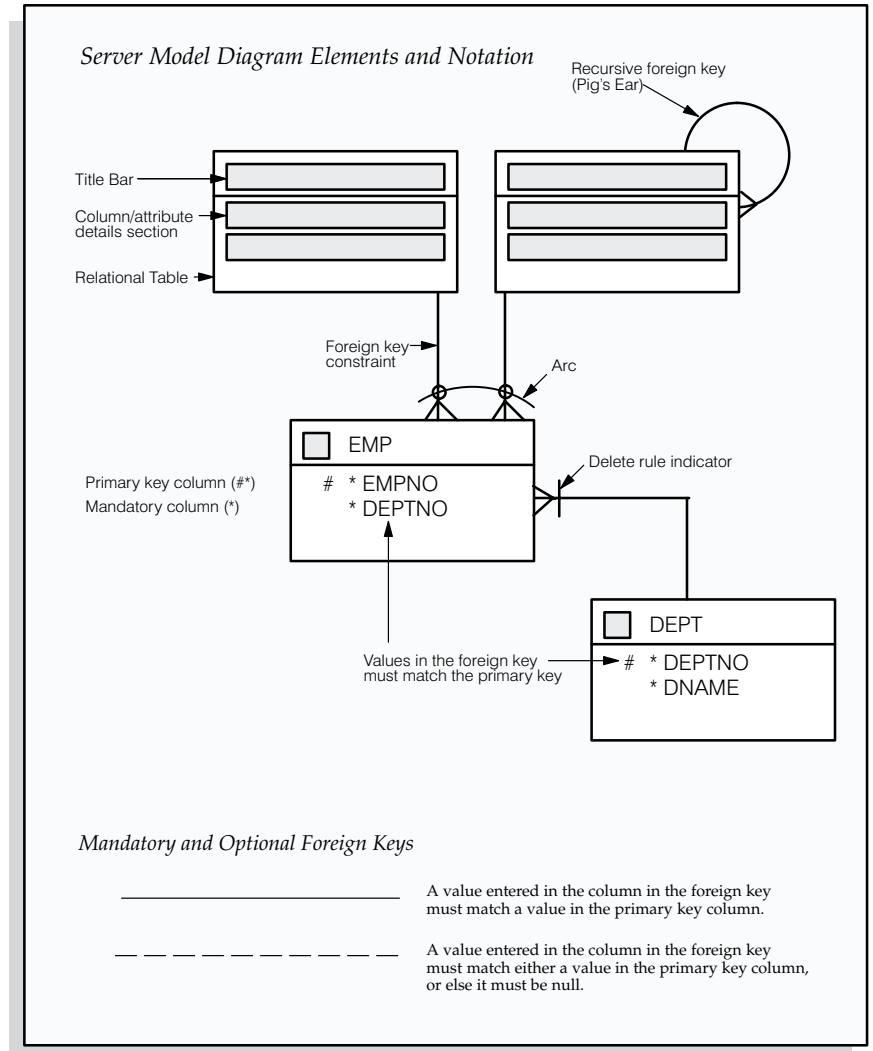 Server Model Diagram Elements and Notation
Recursive foreign key
(Pig's Ear)
Title Bar
Column/attribute
details section
Relational Table
Foreign key
constraint
Arc
EMP
Delete rule indicator
Primary key column (#*)
Mandatory column (*)
# * EMPNO
* DEPTNO
DEPT
Values in the foreign key
must match the primary key
# * DEPTNO
* DNAME
Mandatory and Optional Foreign Keys
A value entered in the column in the foreign key
must match a value in the primary key column.
A value entered in the column in the foreign key
must match either a value in the primary key column,
or else it must be null.